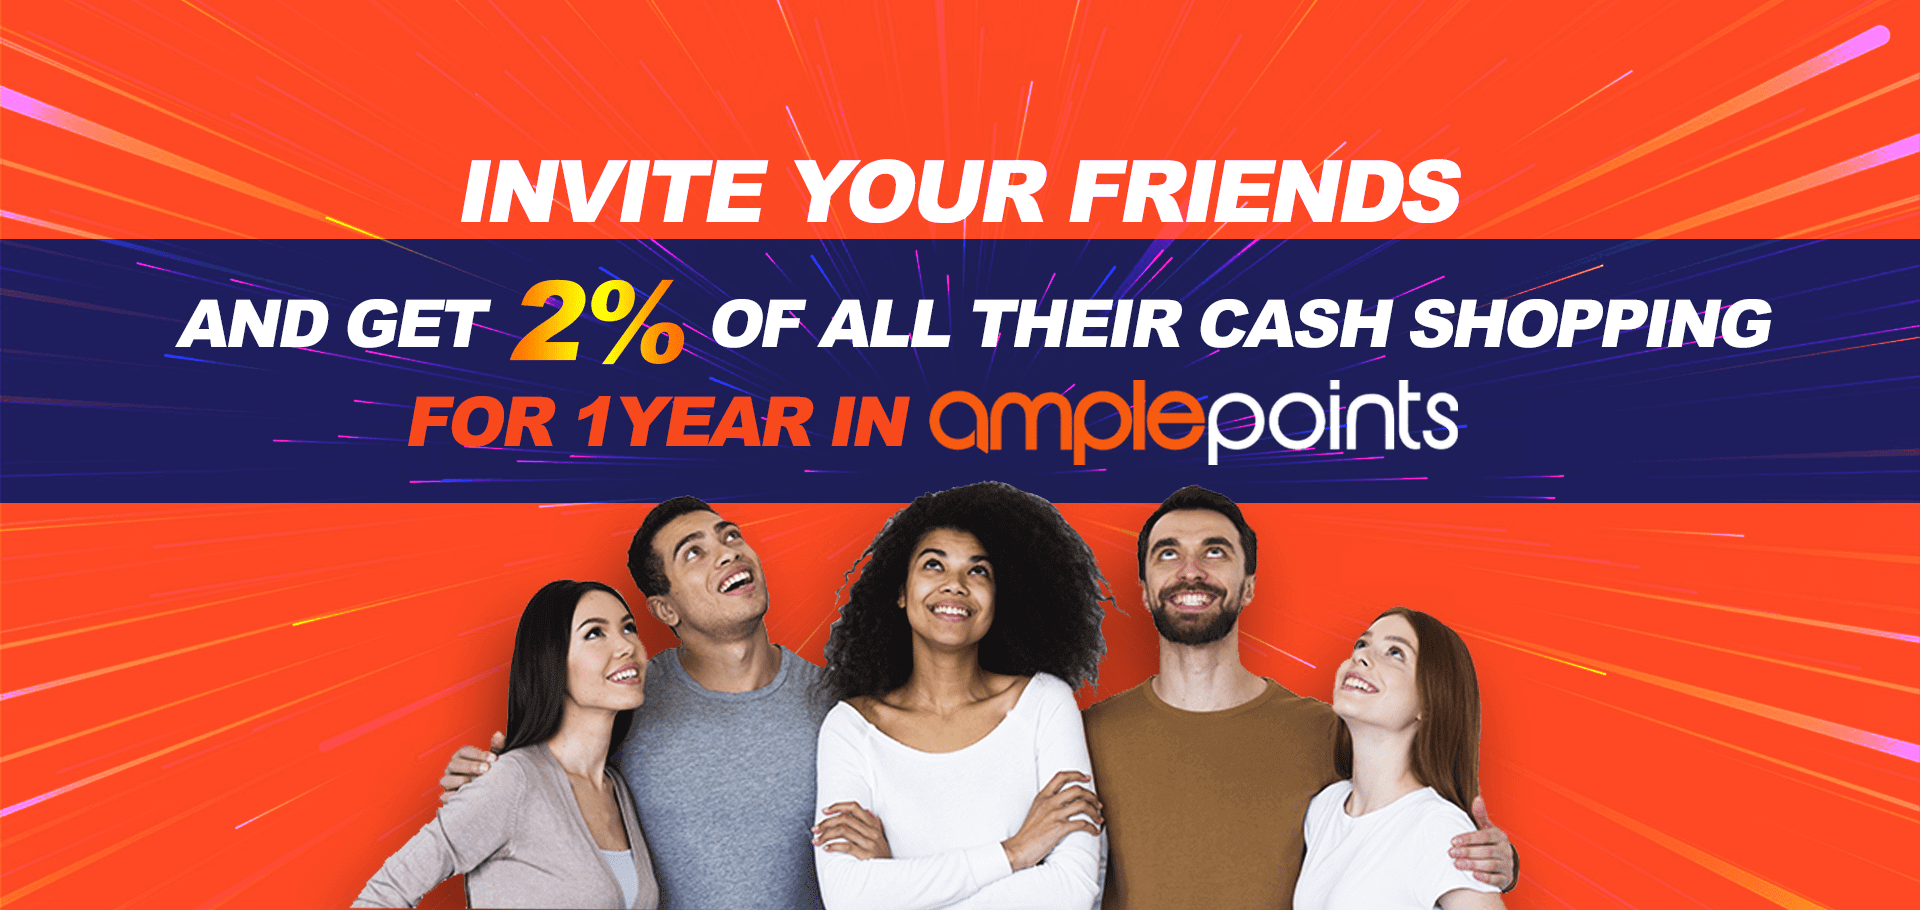 INVITE YOUR FRIENDS
AND GET 2% OF ALL THEIR CASH SHOPPING
FOR 1YEAR IN amplepoints